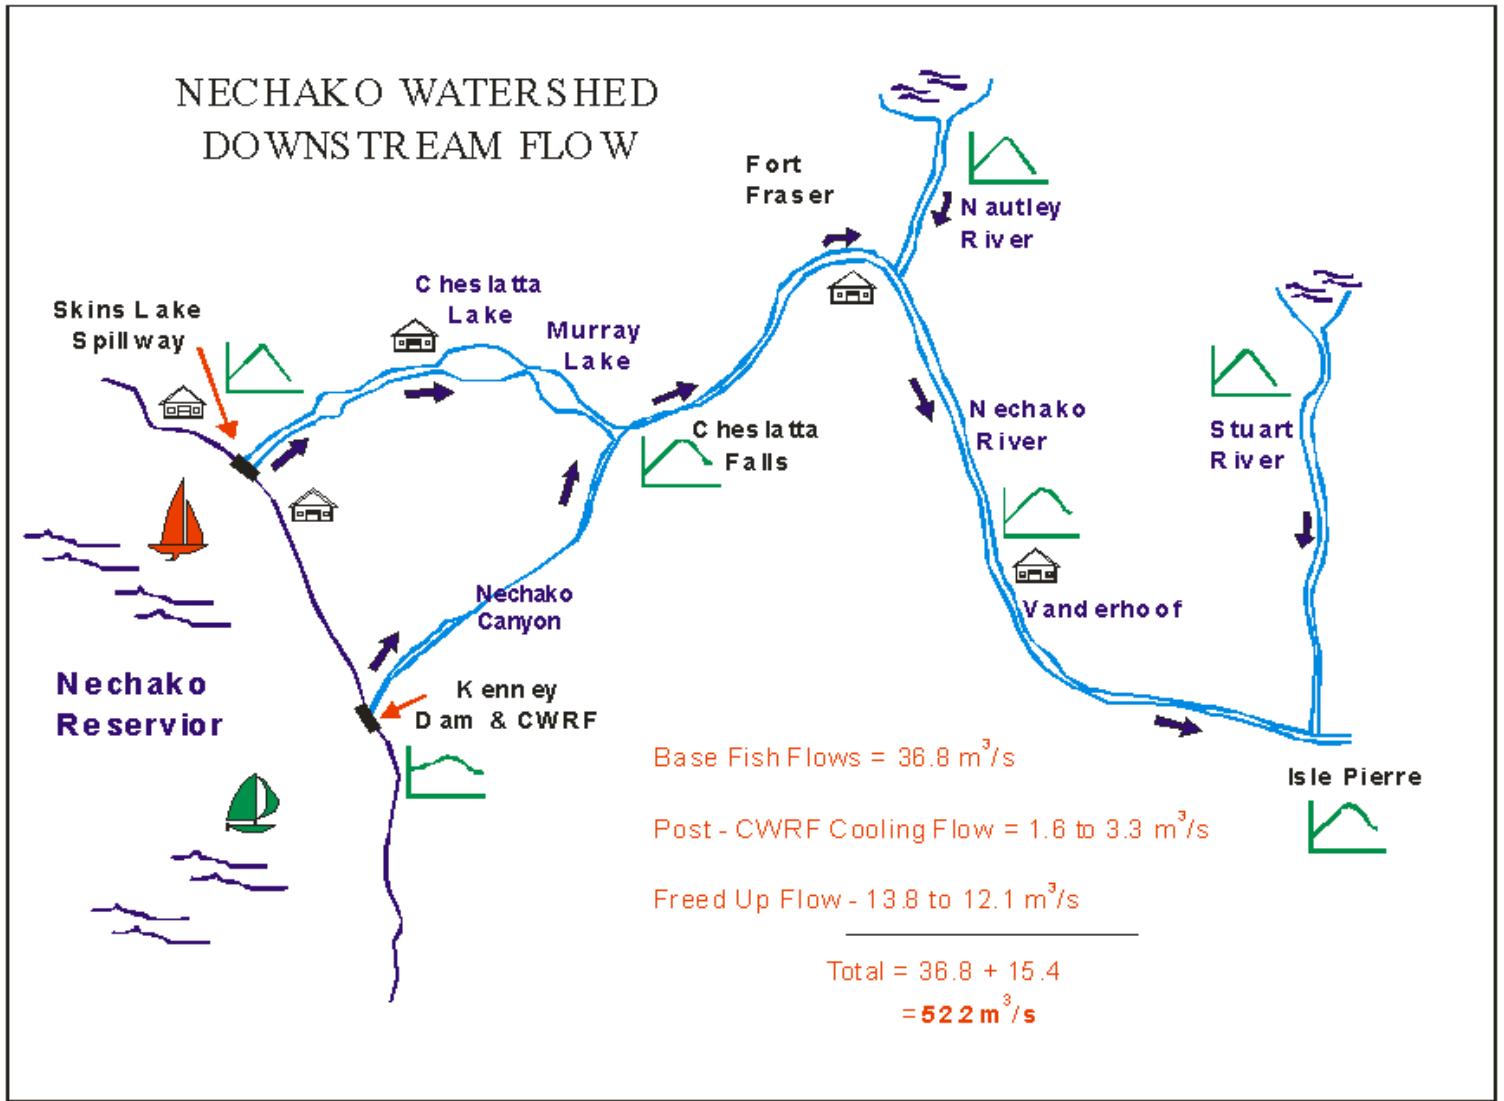 NECHAKO WATERSHED
DOWNSTREAM FLOW
Fort
Fraser
Nautley
River
Cheslatta
Lake
Murray
Lake
Skins Lake
Spillway
Nechako
River
Stuart
River
Cheslatta
Falls
Nechako
Canyon
Vanderhoof
Nechako
Reservior
Kenney
Dam & CWRF
Isle Pierre
Base Fish Flows = 36.8 m³/s
Post - CWRF Cooling Flow = 1.6 to 3.3 m³/s
Freed Up Flow - 13.8 to 12.1 m³/s
Total = 36.8 + 15.4
= 52.2 m³/s